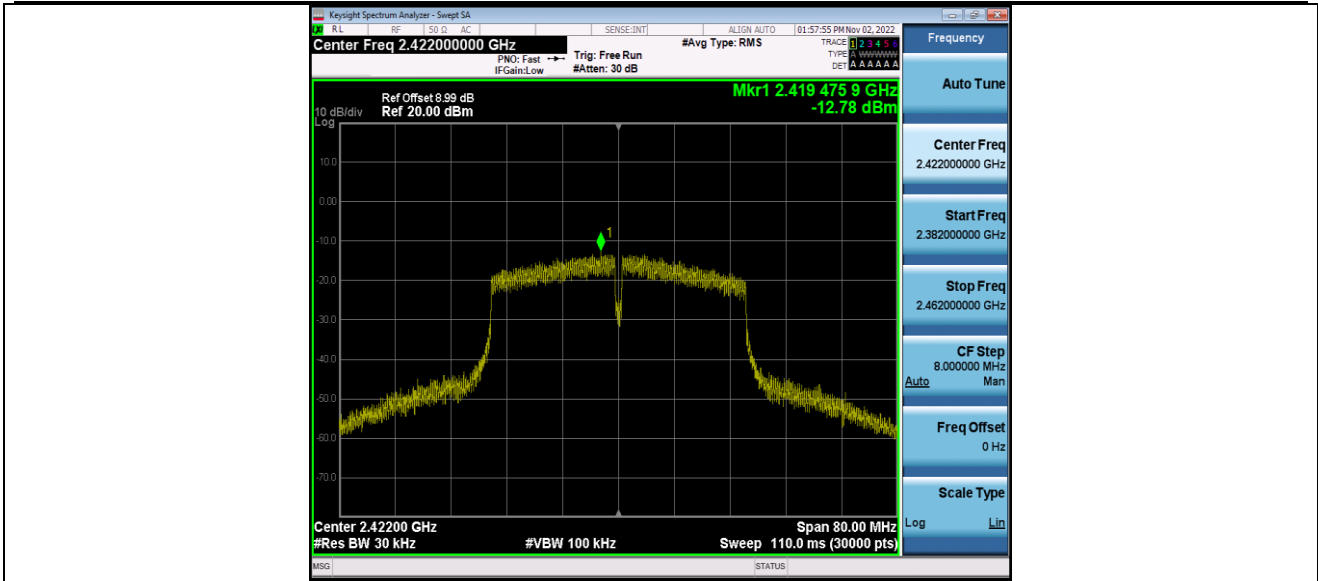 Keysight Spectrum Analyzer - Swept SA
RL RF 50 Ω AC SENSE:INT ALIGN AUTO 01:57:55 PM Nov 02, 2022
Center Freq 2.422000000 GHz
PNO: Fast
IFGain:Low
Trig: Free Run
#Atten: 30 dB
#Avg Type: RMS
TRACE 1 2 3 4 5 6
TYPE A WWWWW
DET A A A A A A
Mkr1 2.419 475 9 GHz
-12.78 dBm
Ref Offset 8.99 dB
10 dB/div Ref 20.00 dBm
Log
10.0
0.00
-10.0
-20.0
-30.0
-40.0
-50.0
-60.0
-70.0
1
Center 2.42200 GHz Span 80.00 MHz
#Res BW 30 kHz #VBW 100 kHz Sweep 110.0 ms (30000 pts)
MSG STATUS
Frequency
Auto Tune
Center Freq
2.422000000 GHz
Start Freq
2.382000000 GHz
Stop Freq
2.462000000 GHz
CF Step
8.000000 MHz
Auto Man
Freq Offset
0 Hz
Scale Type
Log Lin